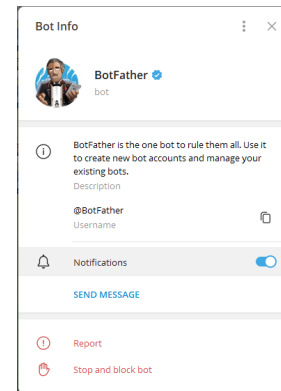 Bot Info
BotFather
bot
BotFather is the one bot to rule them all. Use it
to create new bot accounts and manage your
existing bots.
Description
@BotFather
Username
Notifications
SEND MESSAGE
Report
Stop and block bot